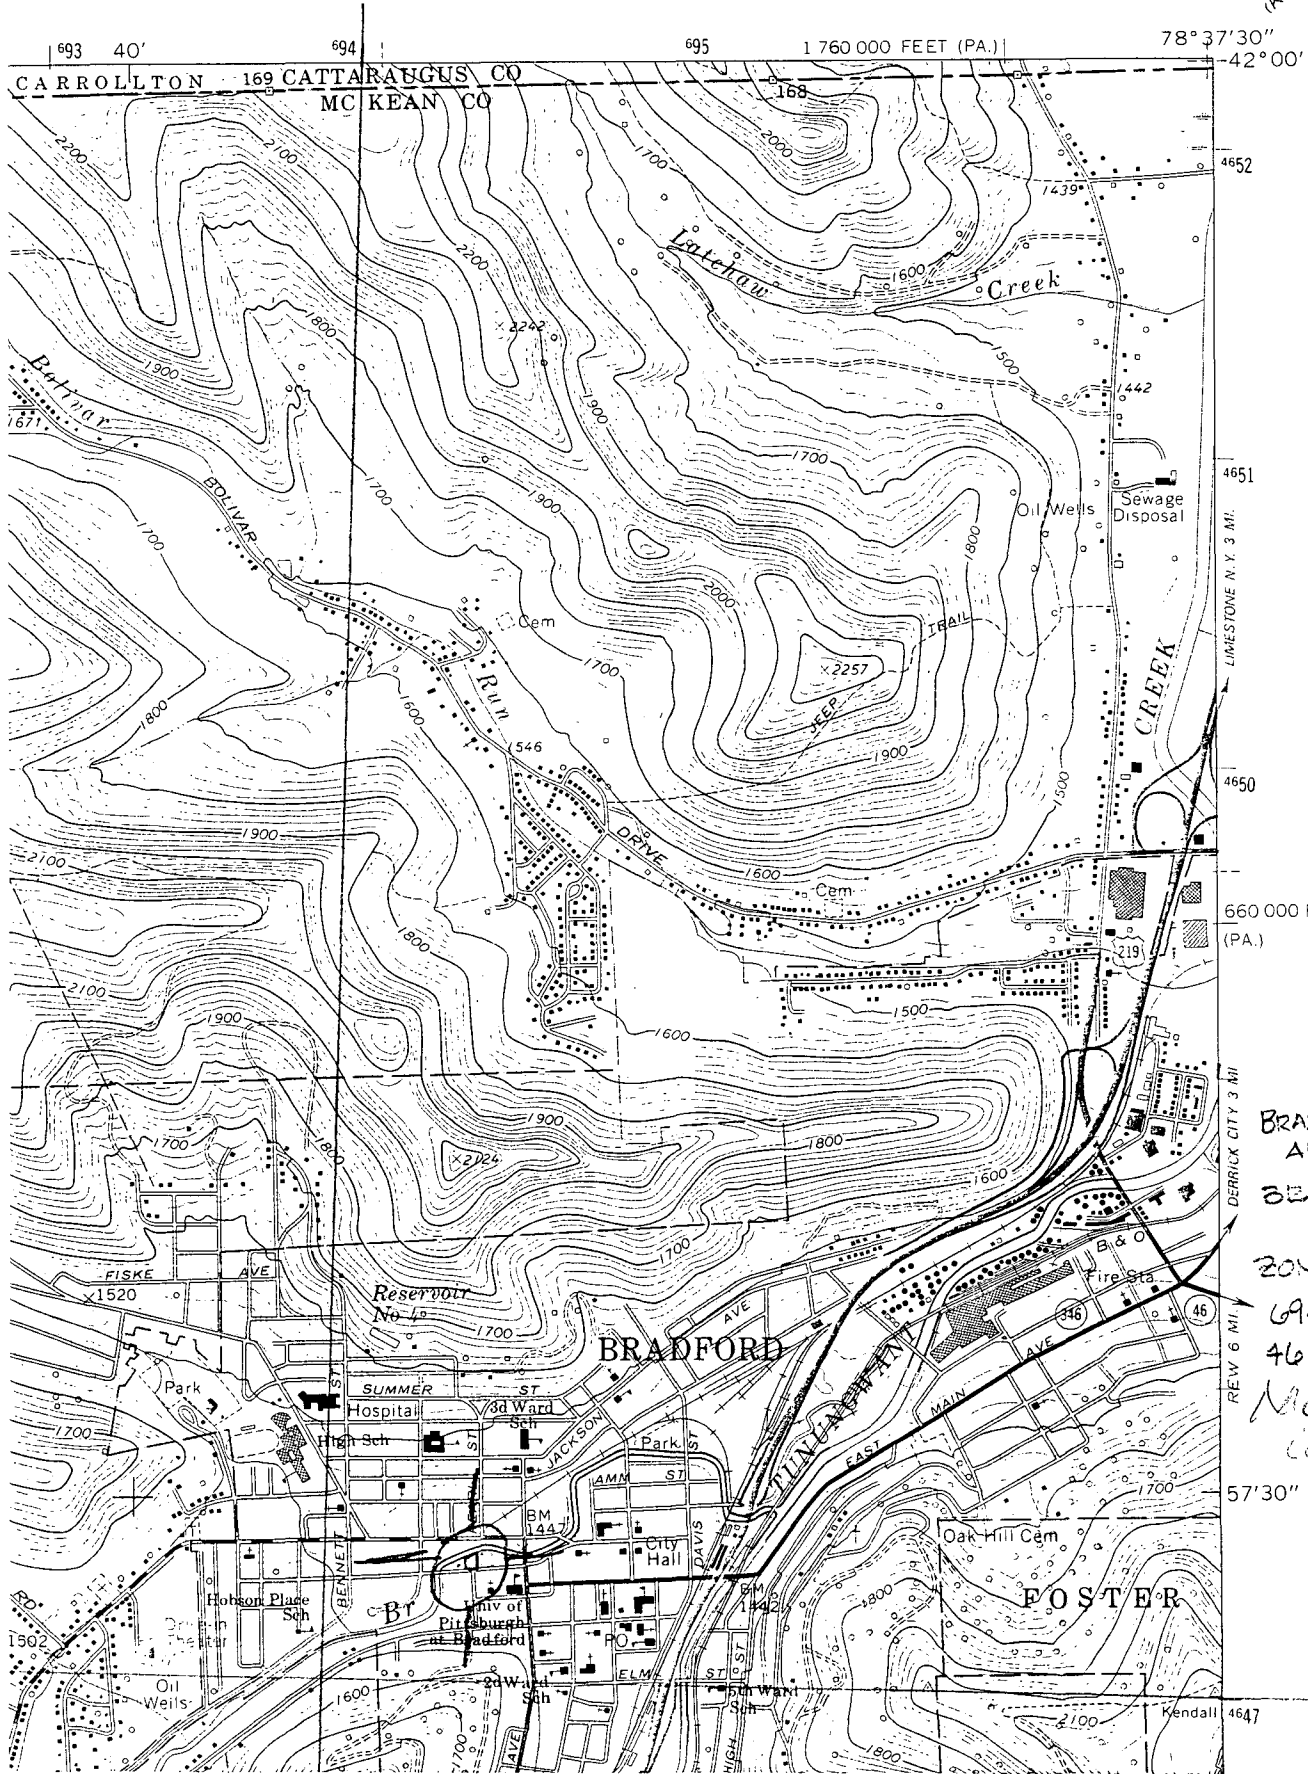 ⁶93 40' ⁶94 ⁶95 1 760 000 FEET (PA.) 78°37'30"
42°00'
CARROLLTON 169 CATTARAUGUS CO
MC KEAN CO 168
2200 2100 1700 2000
4652
1439
2200
Latchaw
1600
Creek
1800
2242
1500
Bolivar
1900
1442
1671
1900
1700
4651
BOLIVAR
1700
1900
Oil Wells
Sewage
Disposal
1800
1700
2000
LIMESTONE N.Y. 3 MI.
Cem
TRAIL
1700
2257
CREEK
Run
1800
1600
JEEP
1546
1900
4650
1500
1900
DRIVE
2100
1600
Cem
660 000
(PA.)
1800
219
2100
1500
1900
1600
DERRICK CITY 3 MI
1900
1700
1800
1800
2124
1600
1700
B & O
FISKE AVE
1520
Fire Sta
Reservoir
No 4
346
46
1700
AVE
BRADFORD
AVE
REW 6 MI
TUNUNGWANT
Park
SUMMER ST
ST
Hospital
3d Ward
Sch
MAIN
High Sch
JACKSON
Park
ST
EAST
1700
ST
AMM ST
1700
57'30"
BM
1447
City
Hall
DAVIS
Oak Hill Cem
BENNETT
Br
Hobson Place
Sch
Univ of
Pittsburgh
at Bradford
BM
1442
1800
FOSTER
RD
Drive-in
Theater
1502
PO
ELM ST
ST
Oil
Wells
2d Ward
Sch
5th Ward
Sch
1600
1700
AVE
HIGH
2100
1800
Kendall
4647
ZON